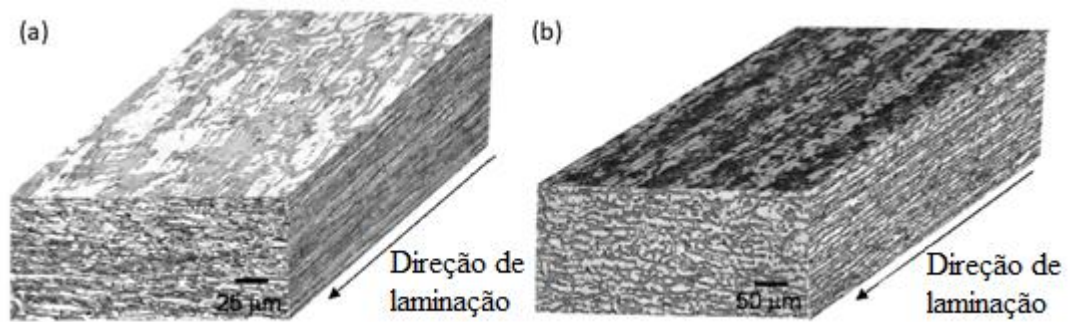 (a)
25 µm
Direção de
laminação
(b)
50 µm
Direção de
laminação